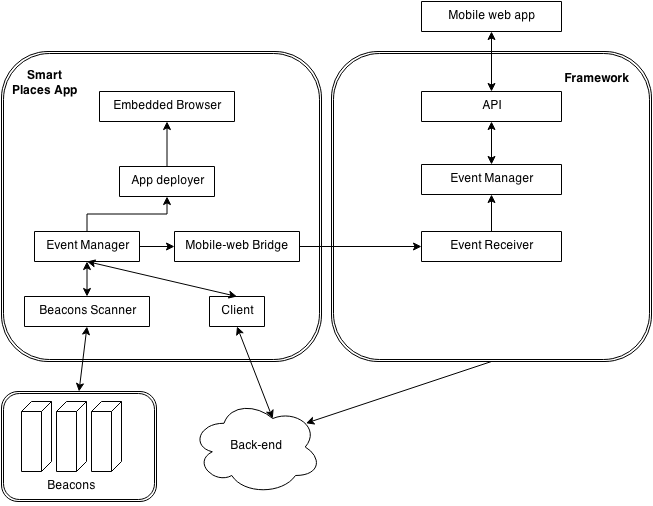 Mobile web app
Smart
Places App
Framework
Embedded Browser
API
App deployer
Event Manager
Event Manager
Mobile-web Bridge
Event Receiver
Beacons Scanner
Client
Back-end
Beacons